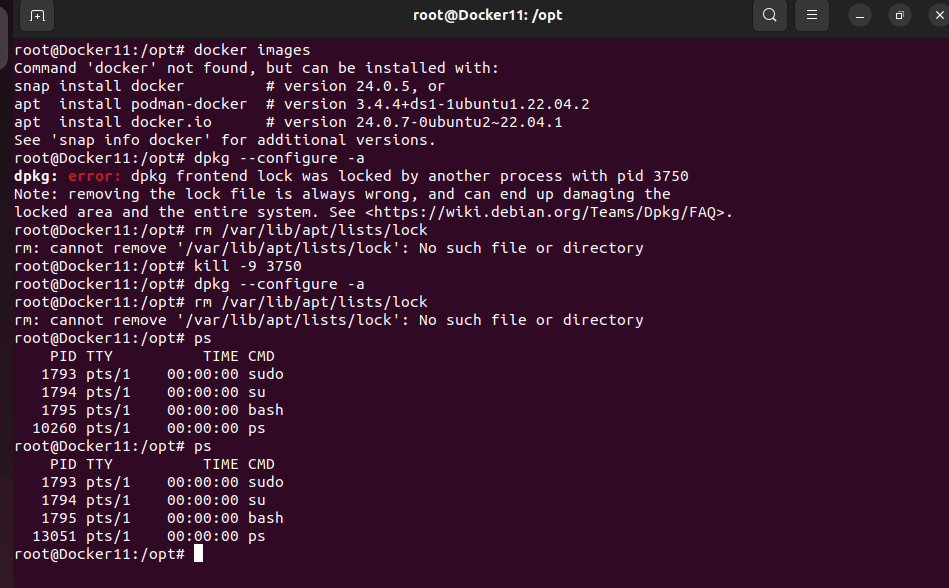 root@Docker11: /opt
root@Docker11:/opt# docker images
Command 'docker' not found, but can be installed with:
snap install docker         # version 24.0.5, or
apt  install podman-docker  # version 3.4.4+ds1-1ubuntu1.22.04.2
apt  install docker.io      # version 24.0.7-0ubuntu2~22.04.1
See 'snap info docker' for additional versions.
root@Docker11:/opt# dpkg --configure -a
dpkg: error: dpkg frontend lock was locked by another process with pid 3750
Note: removing the lock file is always wrong, and can end up damaging the
locked area and the entire system. See <https://wiki.debian.org/Teams/Dpkg/FAQ>.
root@Docker11:/opt# rm /var/lib/apt/lists/lock
rm: cannot remove '/var/lib/apt/lists/lock': No such file or directory
root@Docker11:/opt# kill -9 3750
root@Docker11:/opt# dpkg --configure -a
root@Docker11:/opt# rm /var/lib/apt/lists/lock
rm: cannot remove '/var/lib/apt/lists/lock': No such file or directory
root@Docker11:/opt# ps
    PID TTY          TIME CMD
   1793 pts/1    00:00:00 sudo
   1794 pts/1    00:00:00 su
   1795 pts/1    00:00:00 bash
  10260 pts/1    00:00:00 ps
root@Docker11:/opt# ps
    PID TTY          TIME CMD
   1793 pts/1    00:00:00 sudo
   1794 pts/1    00:00:00 su
   1795 pts/1    00:00:00 bash
  13051 pts/1    00:00:00 ps
root@Docker11:/opt#